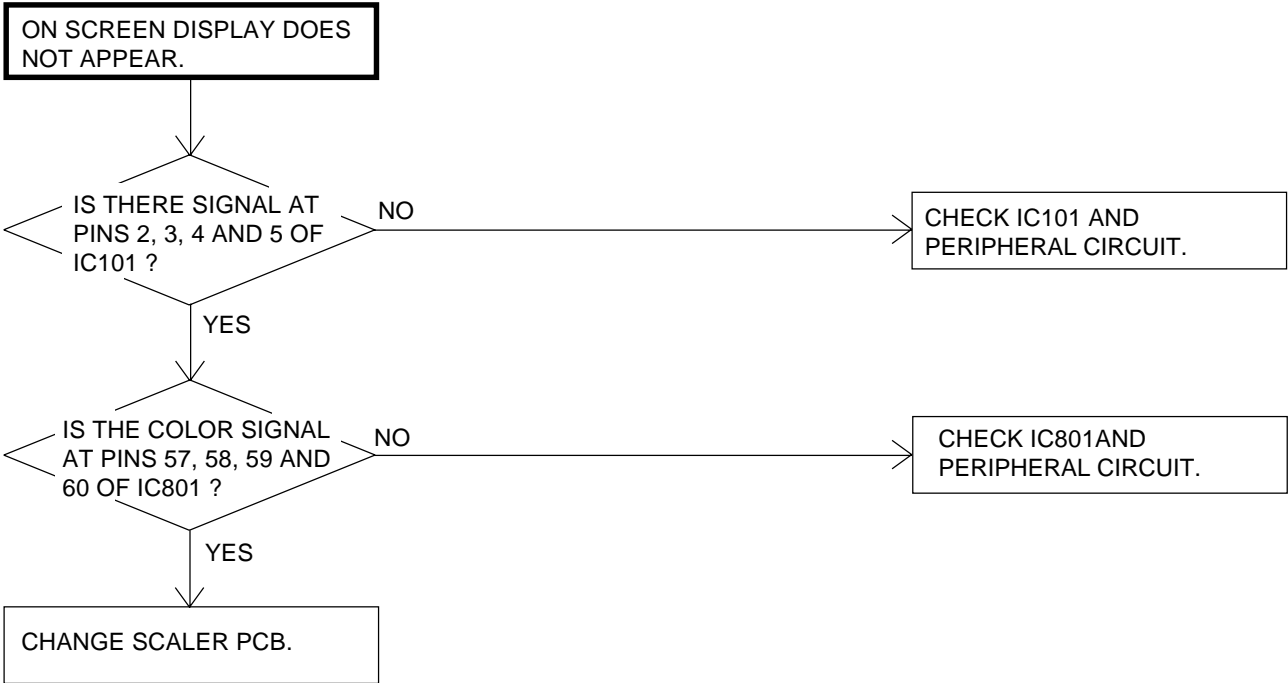 ON SCREEN DISPLAY DOES
NOT APPEAR.
IS THERE SIGNAL AT
PINS 2, 3, 4 AND 5 OF
IC101 ?
NO
CHECK IC101 AND
PERIPHERAL CIRCUIT.
YES
IS THE COLOR SIGNAL
AT PINS 57, 58, 59 AND
60 OF IC801 ?
NO
CHECK IC801AND
PERIPHERAL CIRCUIT.
YES
CHANGE SCALER PCB.